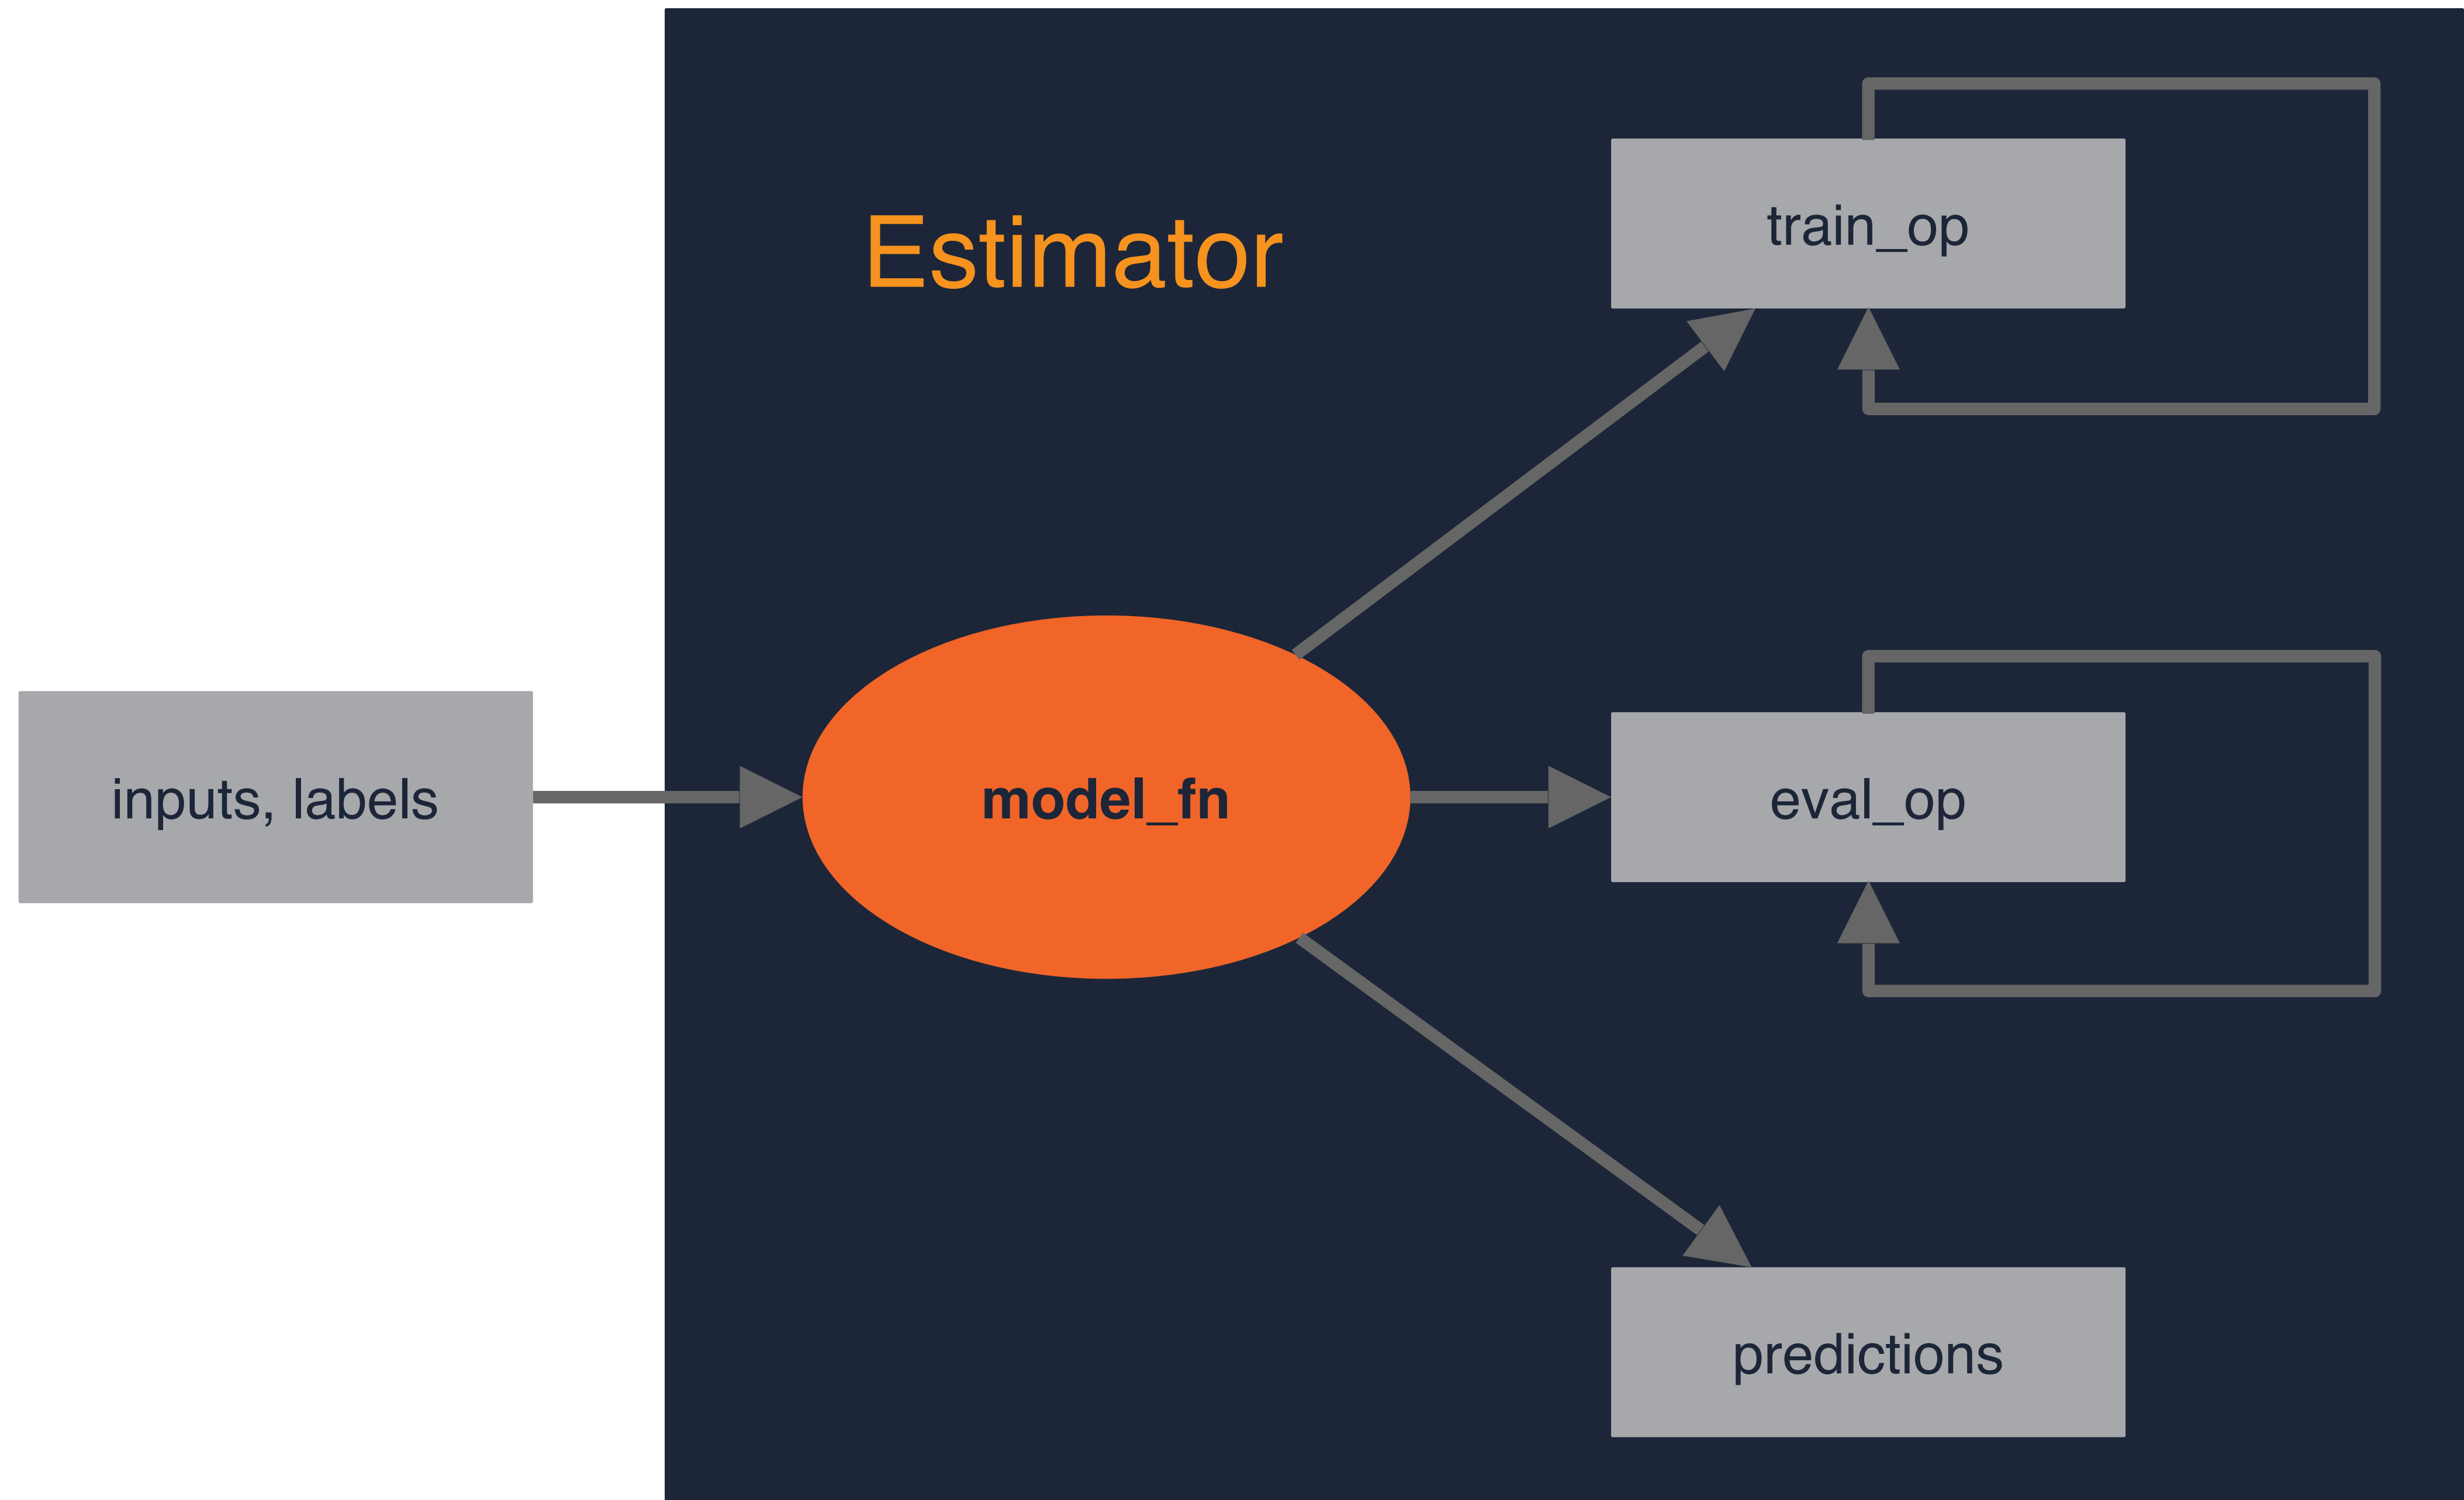 Estimator
train_op
inputs, labels
model_fn
eval_op
predictions